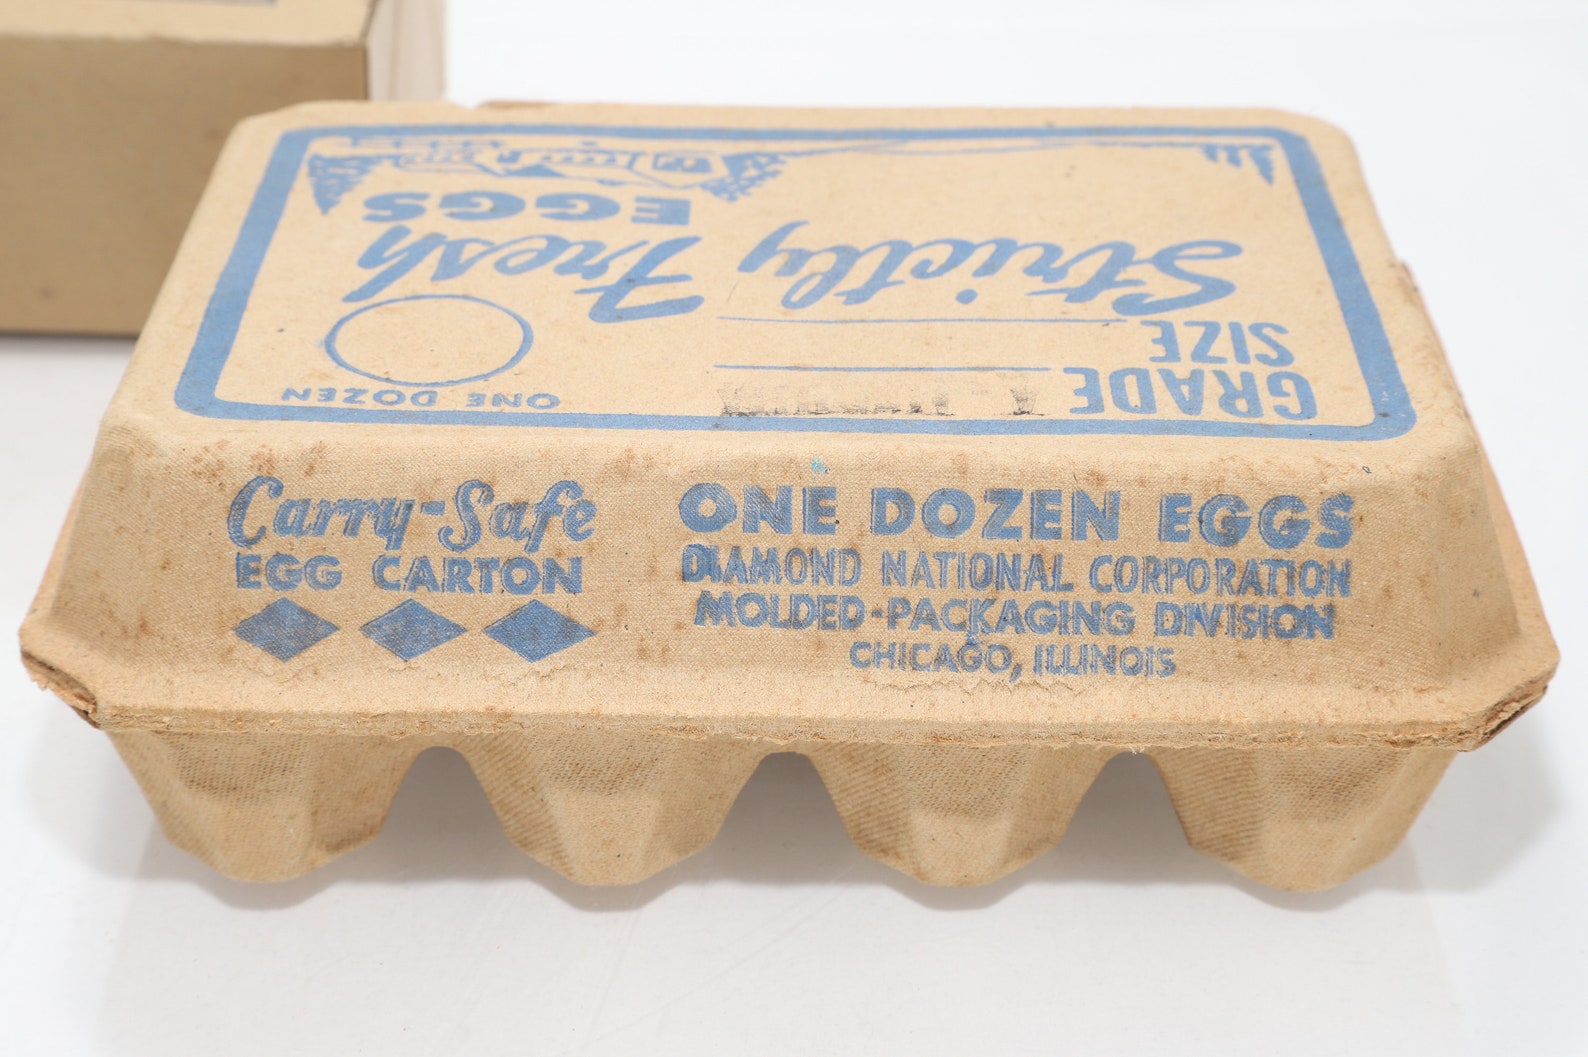 GRADE
SIZE
Strictly Fresh
EGGS
ONE DOZEN
Carry-Safe
EGG CARTON
ONE DOZEN EGGS
DIAMOND NATIONAL CORPORATION
MOLDED-PACKAGING DIVISION
CHICAGO, ILLINOIS